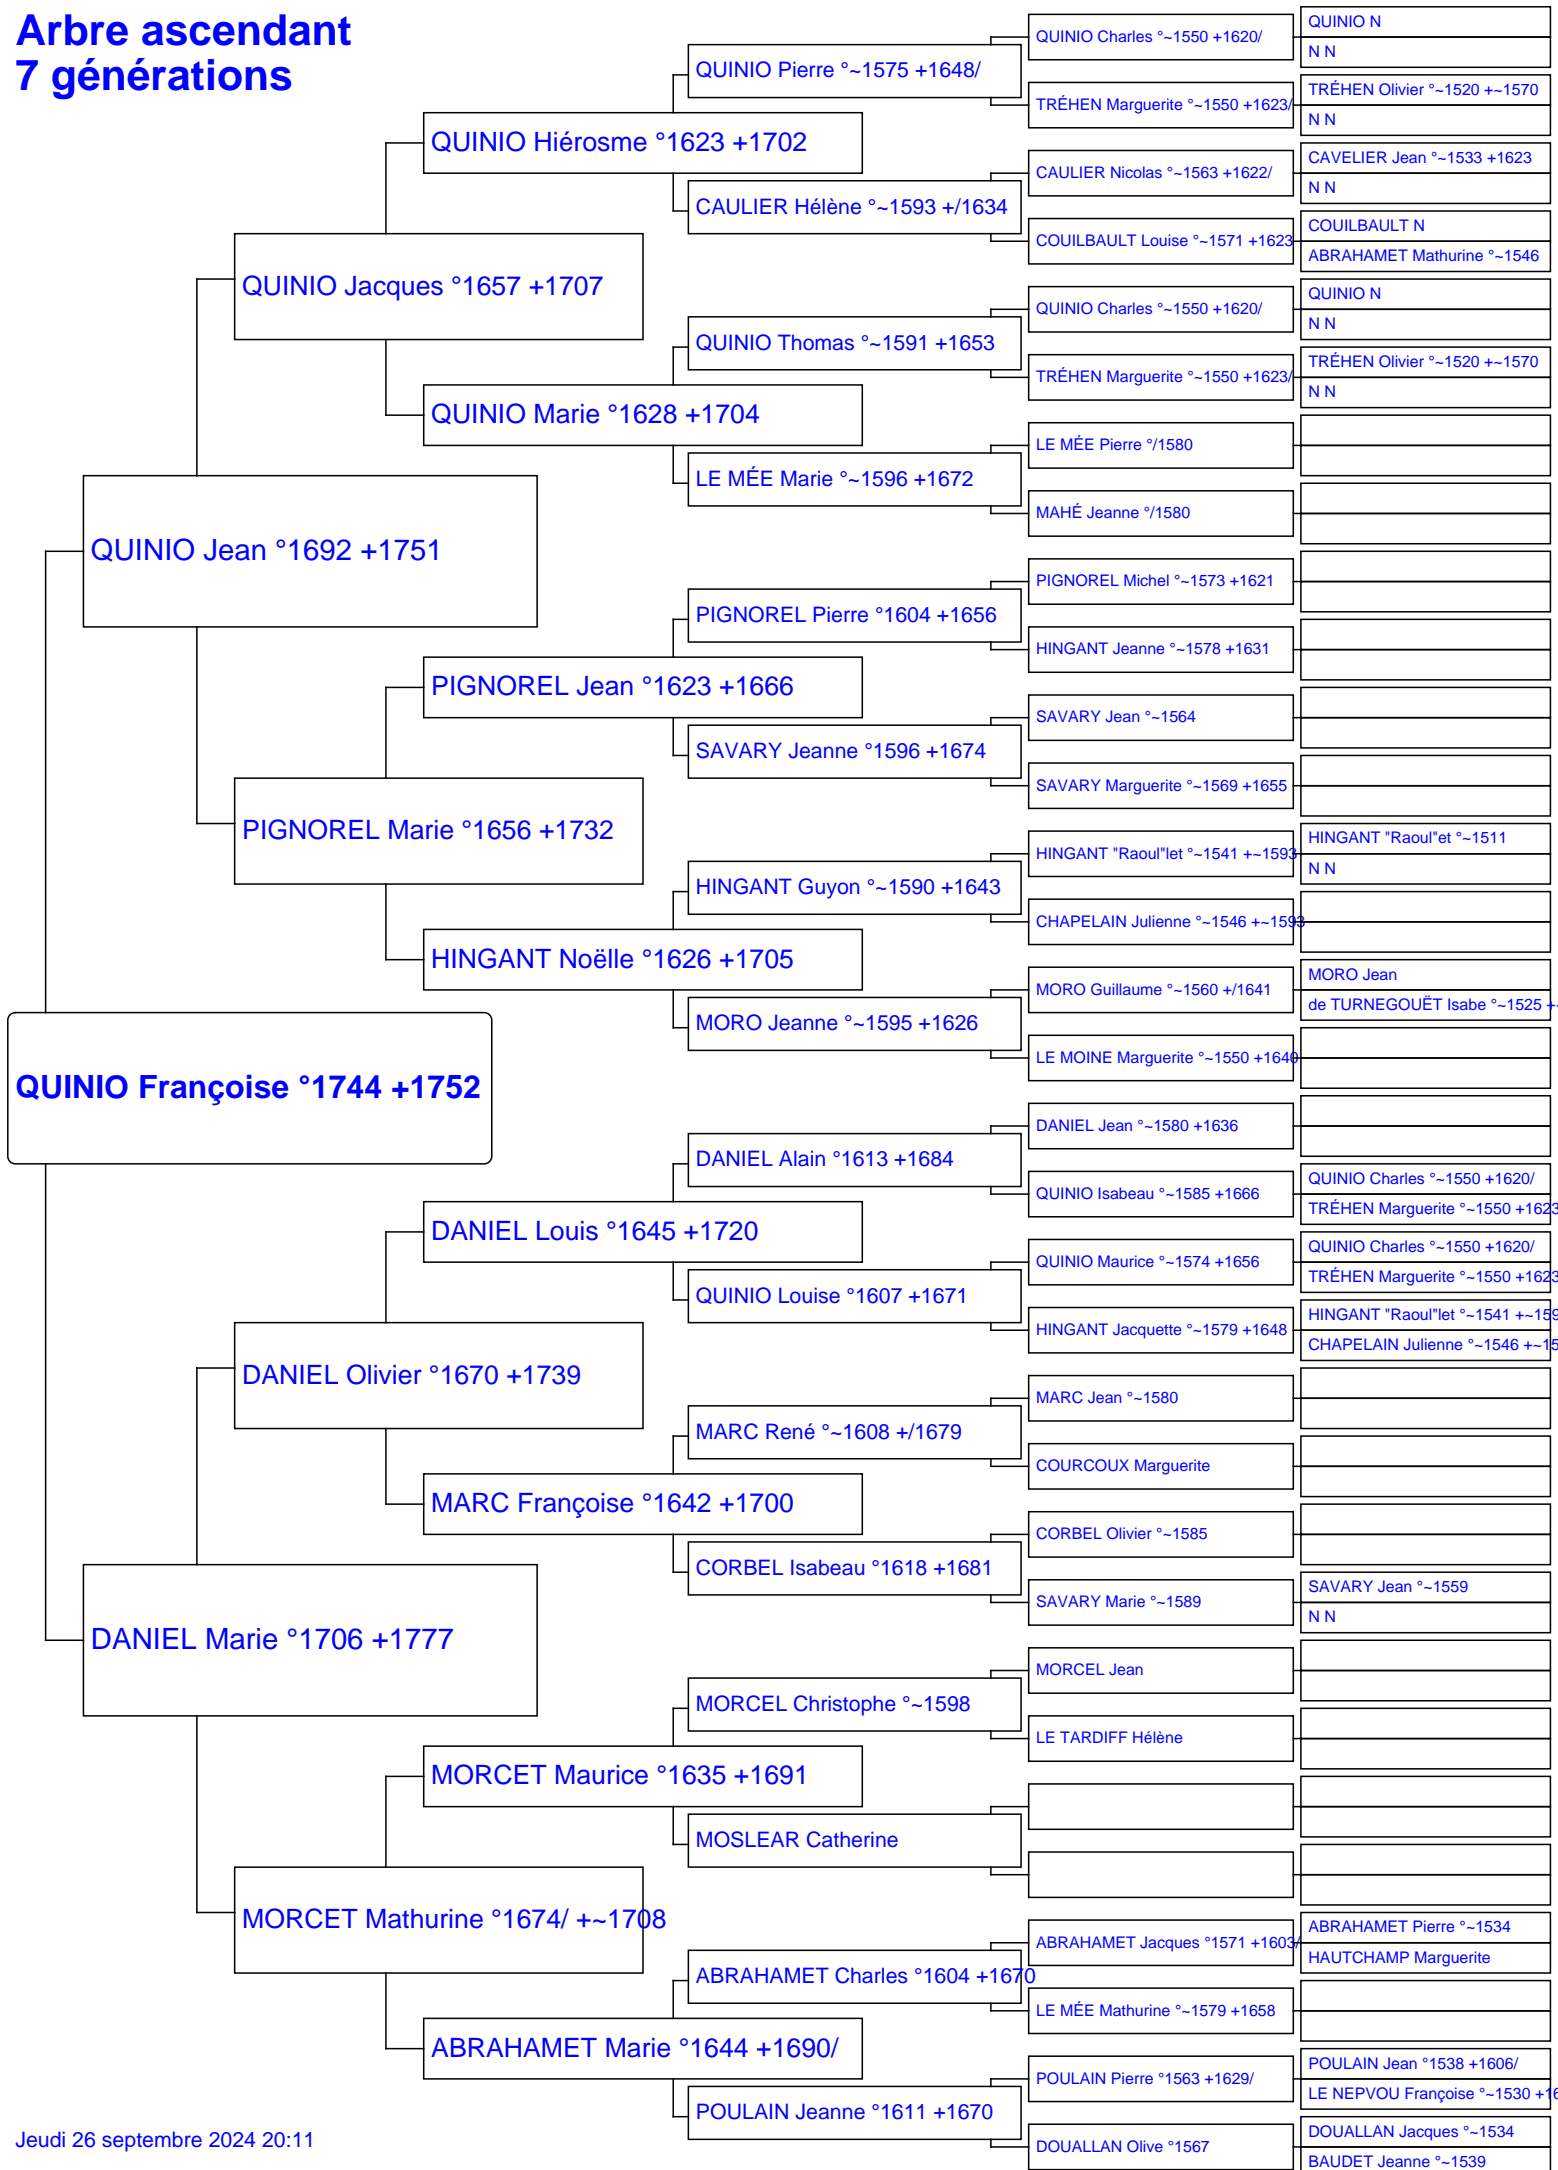 Arbre ascendant
7 générations
QUINIO Françoise °1744 +1752
QUINIO Jean °1692 +1751
DANIEL Marie °1706 +1777
QUINIO Jacques °1657 +1707
PIGNOREL Marie °1656 +1732
DANIEL Olivier °1670 +1739
MORCET Mathurine °1674/ +~1708
QUINIO Hiérosme °1623 +1702
QUINIO Marie °1628 +1704
PIGNOREL Jean °1623 +1666
HINGANT Noëlle °1626 +1705
DANIEL Louis °1645 +1720
MARC Françoise °1642 +1700
MORCET Maurice °1635 +1691
ABRAHAMET Marie °1644 +1690/
QUINIO Pierre °~1575 +1648/
CAULIER Hélène °~1593 +/1634
QUINIO Thomas °~1591 +1653
LE MÉE Marie °~1596 +1672
PIGNOREL Pierre °1604 +1656
SAVARY Jeanne °1596 +1674
HINGANT Guyon °~1590 +1643
MORO Jeanne °~1595 +1626
DANIEL Alain °1613 +1684
QUINIO Louise °1607 +1671
MARC René °~1608 +/1679
CORBEL Isabeau °1618 +1681
MORCEL Christophe °~1598
MOSLEAR Catherine
ABRAHAMET Charles °1604 +1670
POULAIN Jeanne °1611 +1670
QUINIO Charles °~1550 +1620/
TRÉHEN Marguerite °~1550 +1623/
CAULIER Nicolas °~1563 +1622/
COUILBAULT Louise °~1571 +1623
QUINIO Charles °~1550 +1620/
TRÉHEN Marguerite °~1550 +1623/
LE MÉE Pierre °/1580
MAHÉ Jeanne °/1580
PIGNOREL Michel °~1573 +1621
HINGANT Jeanne °~1578 +1631
SAVARY Jean °~1564
SAVARY Marguerite °~1569 +1655
HINGANT "Raoul"let °~1541 +~1593
CHAPELAIN Julienne °~1546 +~1593
MORO Guillaume °~1560 +/1641
LE MOINE Marguerite °~1550 +1640
DANIEL Jean °~1580 +1636
QUINIO Isabeau °~1585 +1666
QUINIO Maurice °~1574 +1656
HINGANT Jacquette °~1579 +1648
MARC Jean °~1580
COURCOUX Marguerite
CORBEL Olivier °~1585
SAVARY Marie °~1589
MORCEL Jean
LE TARDIFF Hélène
ABRAHAMET Jacques °1571 +1603/
LE MÉE Mathurine °~1579 +1658
POULAIN Pierre °1563 +1629/
DOUALLAN Olive °1567
QUINIO N
N N
TRÉHEN Olivier °~1520 +~1570
N N
CAVELIER Jean °~1533 +1623
N N
COUILBAULT N
ABRAHAMET Mathurine °~1546
QUINIO N
N N
TRÉHEN Olivier °~1520 +~1570
N N
HINGANT "Raoul"et °~1511
N N
MORO Jean
de TURNEGOUËT Isabe °~1525 +
QUINIO Charles °~1550 +1620/
TRÉHEN Marguerite °~1550 +1623
QUINIO Charles °~1550 +1620/
TRÉHEN Marguerite °~1550 +1623
HINGANT "Raoul"let °~1541 +~159
CHAPELAIN Julienne °~1546 +~15
SAVARY Jean °~1559
N N
ABRAHAMET Pierre °~1534
HAUTCHAMP Marguerite
POULAIN Jean °1538 +1606/
LE NEPVOU Françoise °~1530 +16
DOUALLAN Jacques °~1534
BAUDET Jeanne °~1539
Jeudi 26 septembre 2024 20:11